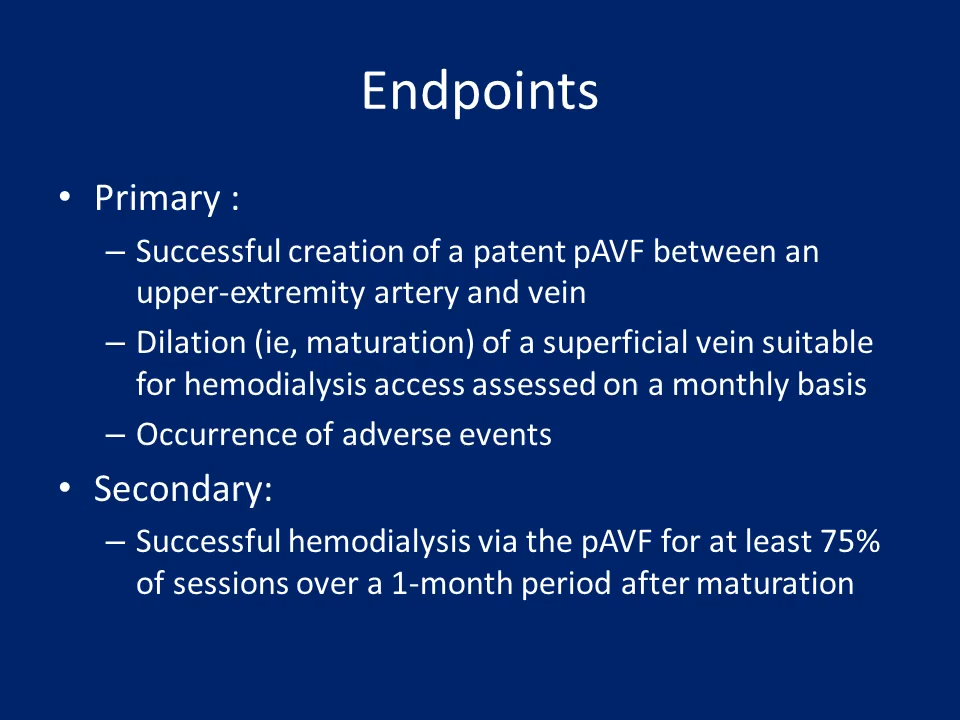 Endpoints
• Primary :
– Successful creation of a patent pAVF between an
upper-extremity artery and vein
– Dilation (ie, maturation) of a superficial vein suitable
for hemodialysis access assessed on a monthly basis
– Occurrence of adverse events
• Secondary:
– Successful hemodialysis via the pAVF for at least 75%
of sessions over a 1-month period after maturation